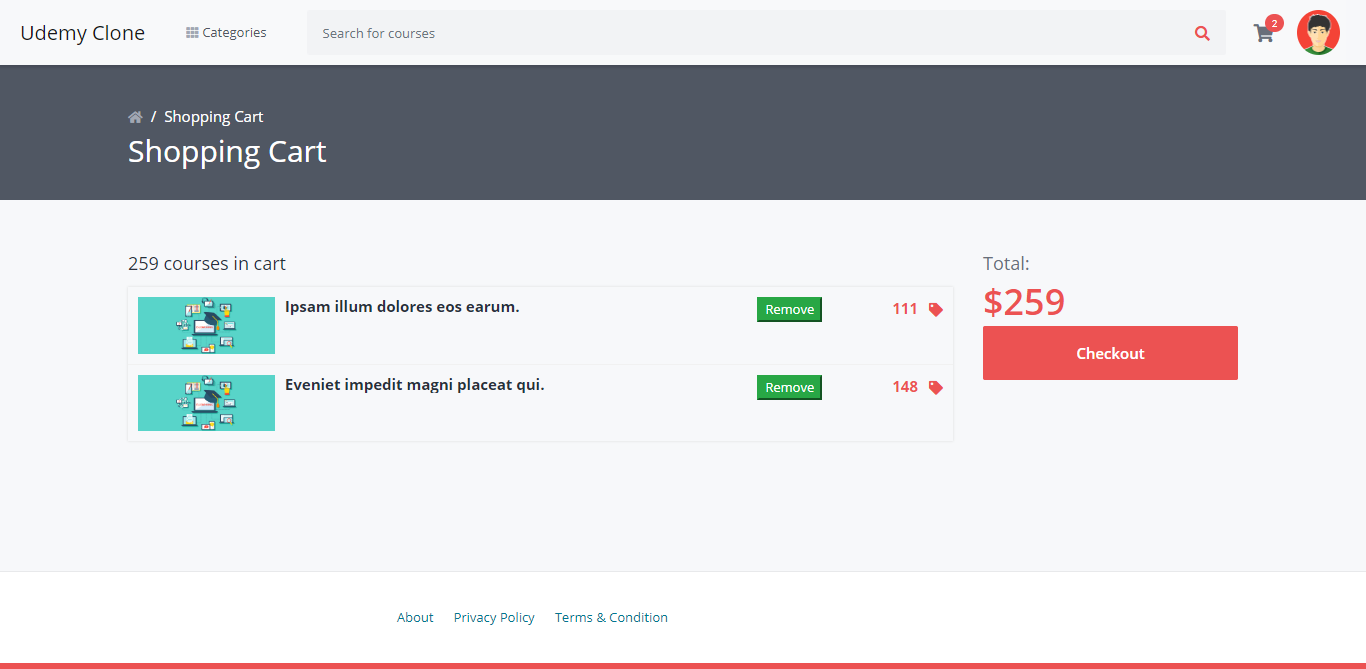 Udemy Clone
Categories
Search for courses
2
/ Shopping Cart
Shopping Cart
259 courses in cart
Total:
$259
Checkout
Ipsam illum dolores eos earum.
Remove
111
Eveniet impedit magni placeat qui.
Remove
148
About Privacy Policy Terms & Condition